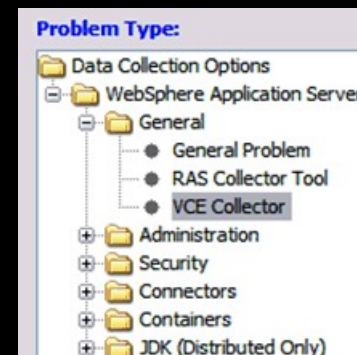 Problem Type:
Data Collection Options
WebSphere Application Server
General
General Problem
RAS Collector Tool
VCE Collector
Administration
Security
Connectors
Containers
JDK (Distributed Only)